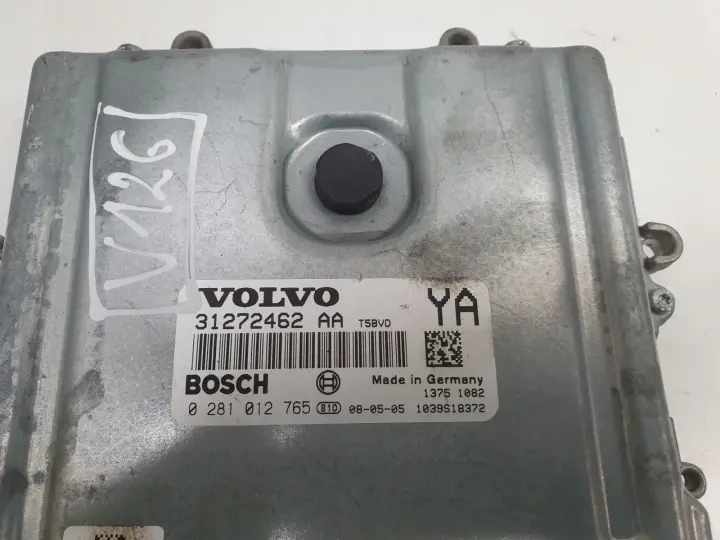 V126
VOLVO
31272462 AA T5BVD
YA
BOSCH
Made in Germany
1375 1082
0 281 012 765 810 08-05-05 1039S18372